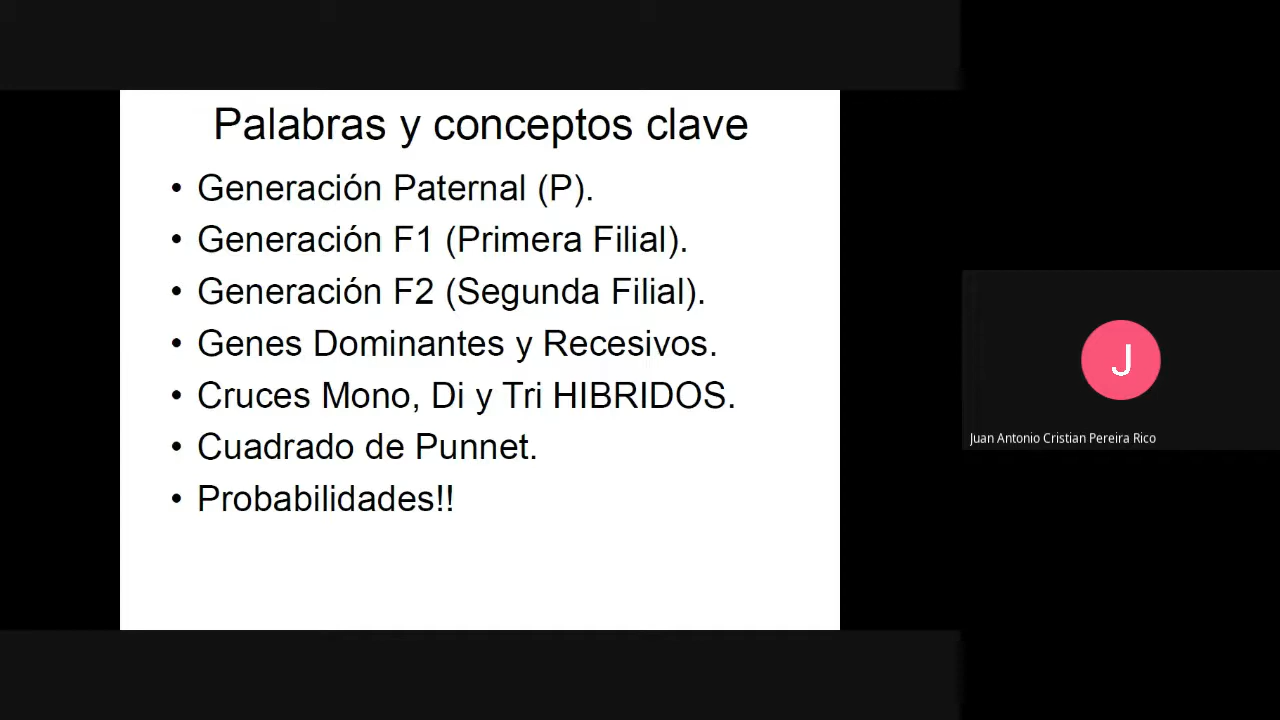 Palabras y conceptos clave
• Generación Paternal (P).
• Generación F1 (Primera Filial).
• Generación F2 (Segunda Filial).
• Genes Dominantes y Recesivos.
• Cruces Mono, Di y Tri HIBRIDOS.
• Cuadrado de Punnet.
• Probabilidades!!
J
Juan Antonio Cristian Pereira Rico